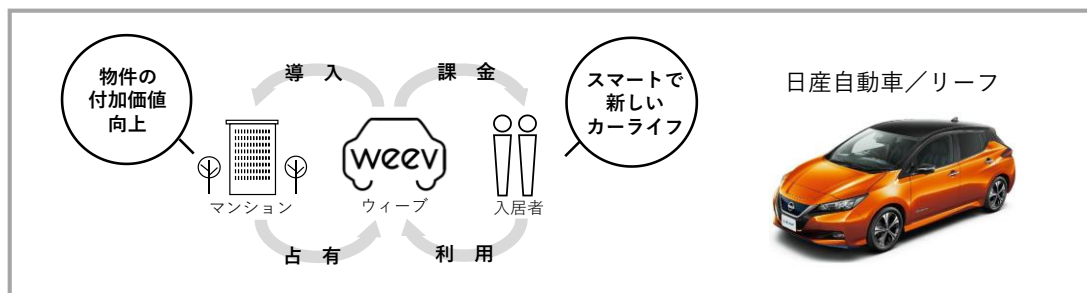 物件の
付加価値
向上
導 入
課 金
スマートで
新しい
カーライフ
日産自動車／リーフ
weev
マンション
ウィーブ
入居者
占 有
利 用